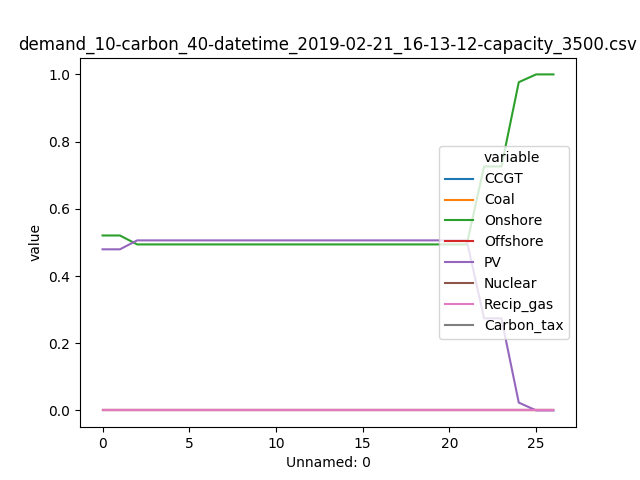 demand_10-carbon_40-datetime_2019-02-21_16-13-12-capacity_3500.csv
1.0
0.8
0.6
0.4
0.2
0.0
value
variable
CCGT
Coal
Onshore
Offshore
PV
Nuclear
Recip_gas
Carbon_tax
0 5 10 15 20 25
Unnamed: 0